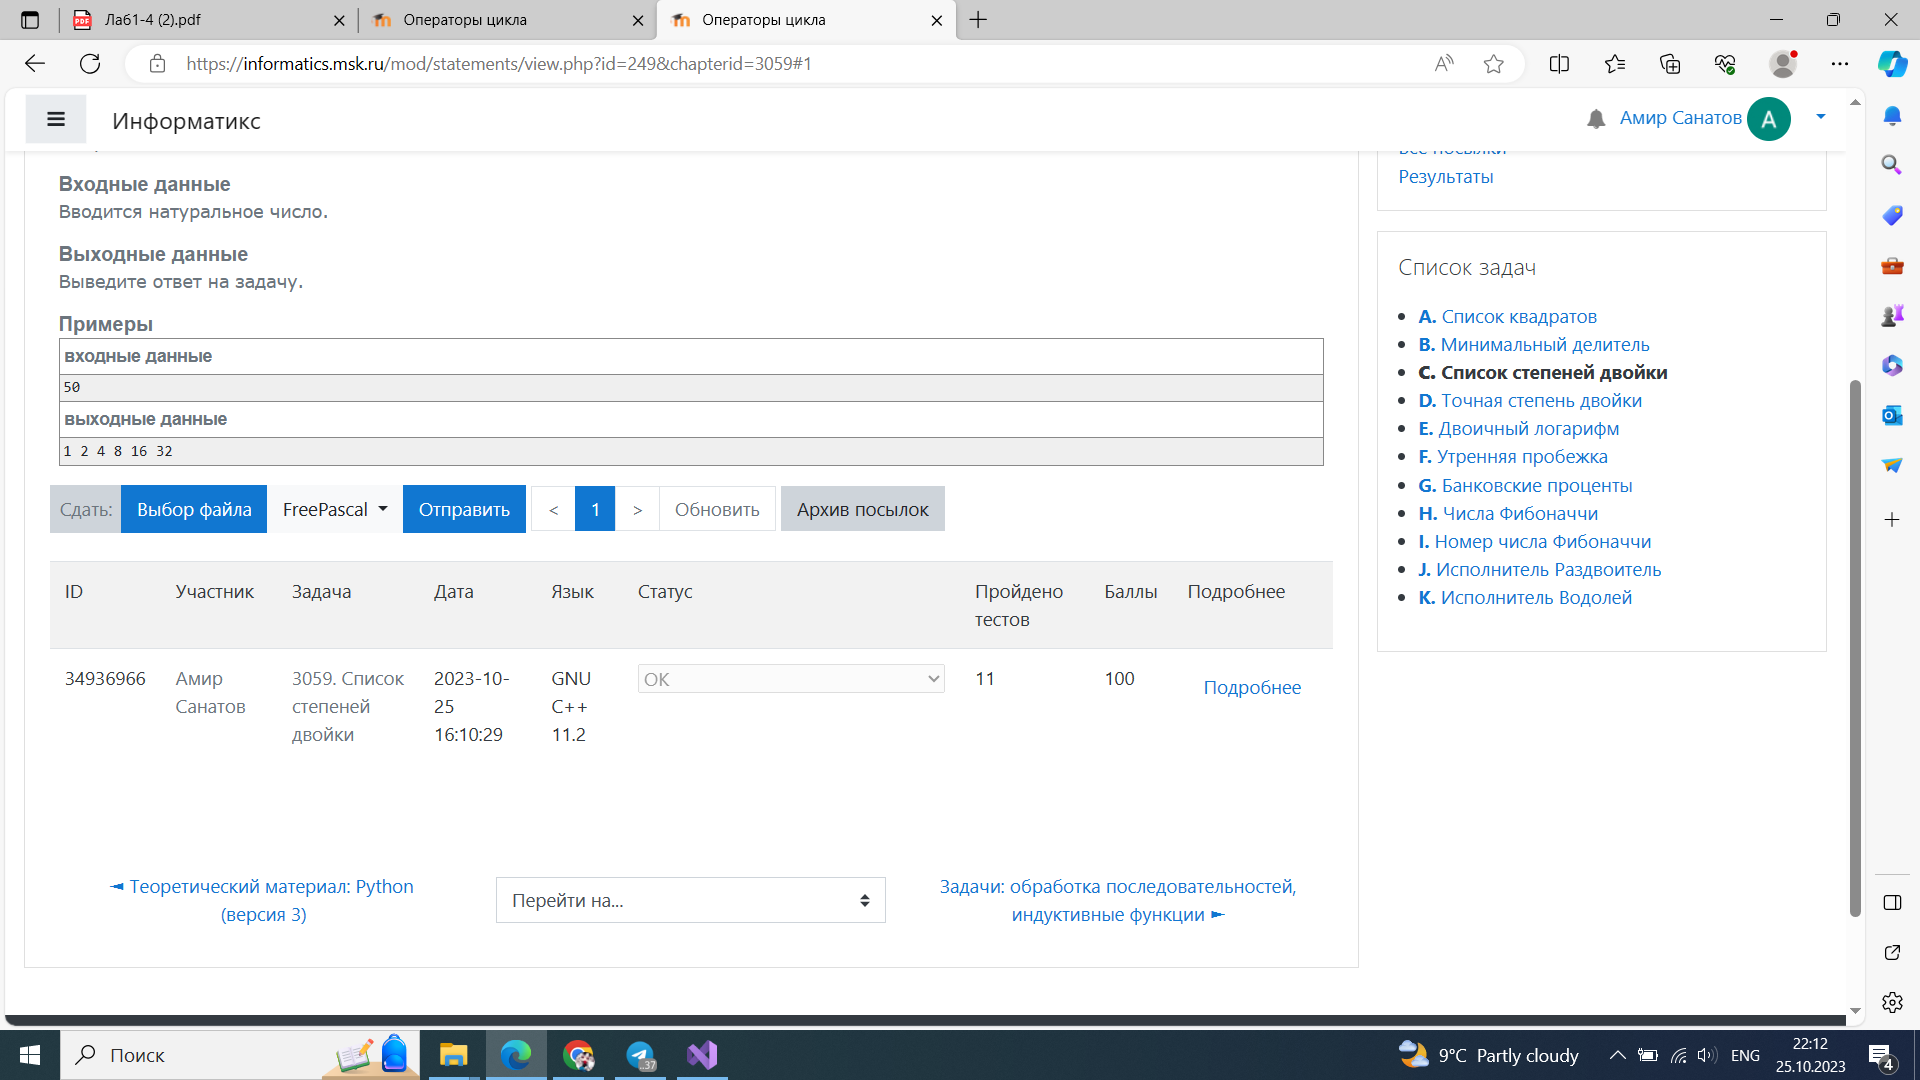 Лаб1-4 (2).pdf
Операторы цикла
Операторы цикла
https://informatics.msk.ru/mod/statements/view.php?id=249&chapterid=3059#1
Информатикс
Амир Санатов
A
Входные данные
Вводится натуральное число.
Выходные данные
Выведите ответ на задачу.
Примеры
входные данные
50
выходные данные
1 2 4 8 16 32
Сдать:
Выбор файла
FreePascal
Отправить
<
1
>
Обновить
Архив посылок
ID
Участник
Задача
Дата
Язык
Статус
Пройдено тестов
Баллы
Подробнее
34936966
Амир Санатов
3059. Список степеней двойки
2023-10-25 16:10:29
GNU C++ 11.2
OK
11
100
Подробнее
◄ Теоретический материал: Python
(версия 3)
Перейти на...
Задачи: обработка последовательностей,
индуктивные функции ►
Все посылки
Результаты
Список задач
A. Список квадратов
B. Минимальный делитель
C. Список степеней двойки
D. Точная степень двойки
E. Двоичный логарифм
F. Утренняя пробежка
G. Банковские проценты
H. Числа Фибоначчи
I. Номер числа Фибоначчи
J. Исполнитель Раздвоитель
K. Исполнитель Водолей
Поиск
37
9°C Partly cloudy
ENG
22:12
25.10.2023
4